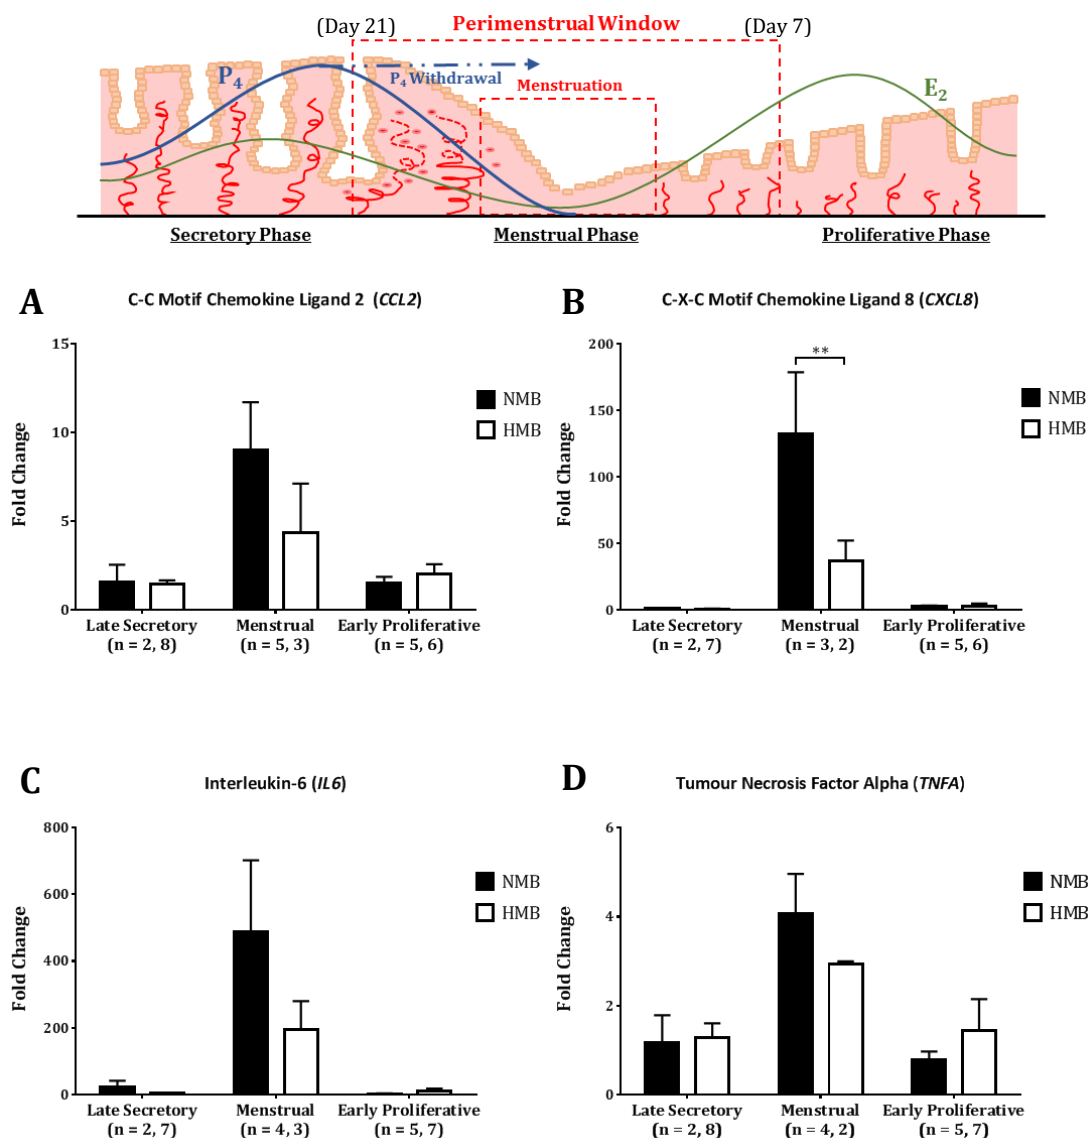 (Day 21)
Perimenstrual Window
(Day 7)
P4
P4 Withdrawal
Menstruation
E2
Secretory Phase
Menstrual Phase
Proliferative Phase
A
C-C Motif Chemokine Ligand 2 (CCL2)
Fold Change
15
10
5
0
NMB
HMB
Late Secretory
(n = 2, 8)
Menstrual
(n = 5, 3)
Early Proliferative
(n = 5, 6)
B
C-X-C Motif Chemokine Ligand 8 (CXCL8)
Fold Change
200
150
100
50
0
**
NMB
HMB
Late Secretory
(n = 2, 7)
Menstrual
(n = 3, 2)
Early Proliferative
(n = 5, 6)
C
Interleukin-6 (IL6)
Fold Change
800
600
400
200
0
NMB
HMB
Late Secretory
(n = 2, 7)
Menstrual
(n = 4, 3)
Early Proliferative
(n = 5, 7)
D
Tumour Necrosis Factor Alpha (TNFA)
Fold Change
6
4
2
0
NMB
HMB
Late Secretory
(n = 2, 8)
Menstrual
(n = 4, 2)
Early Proliferative
(n = 5, 7)